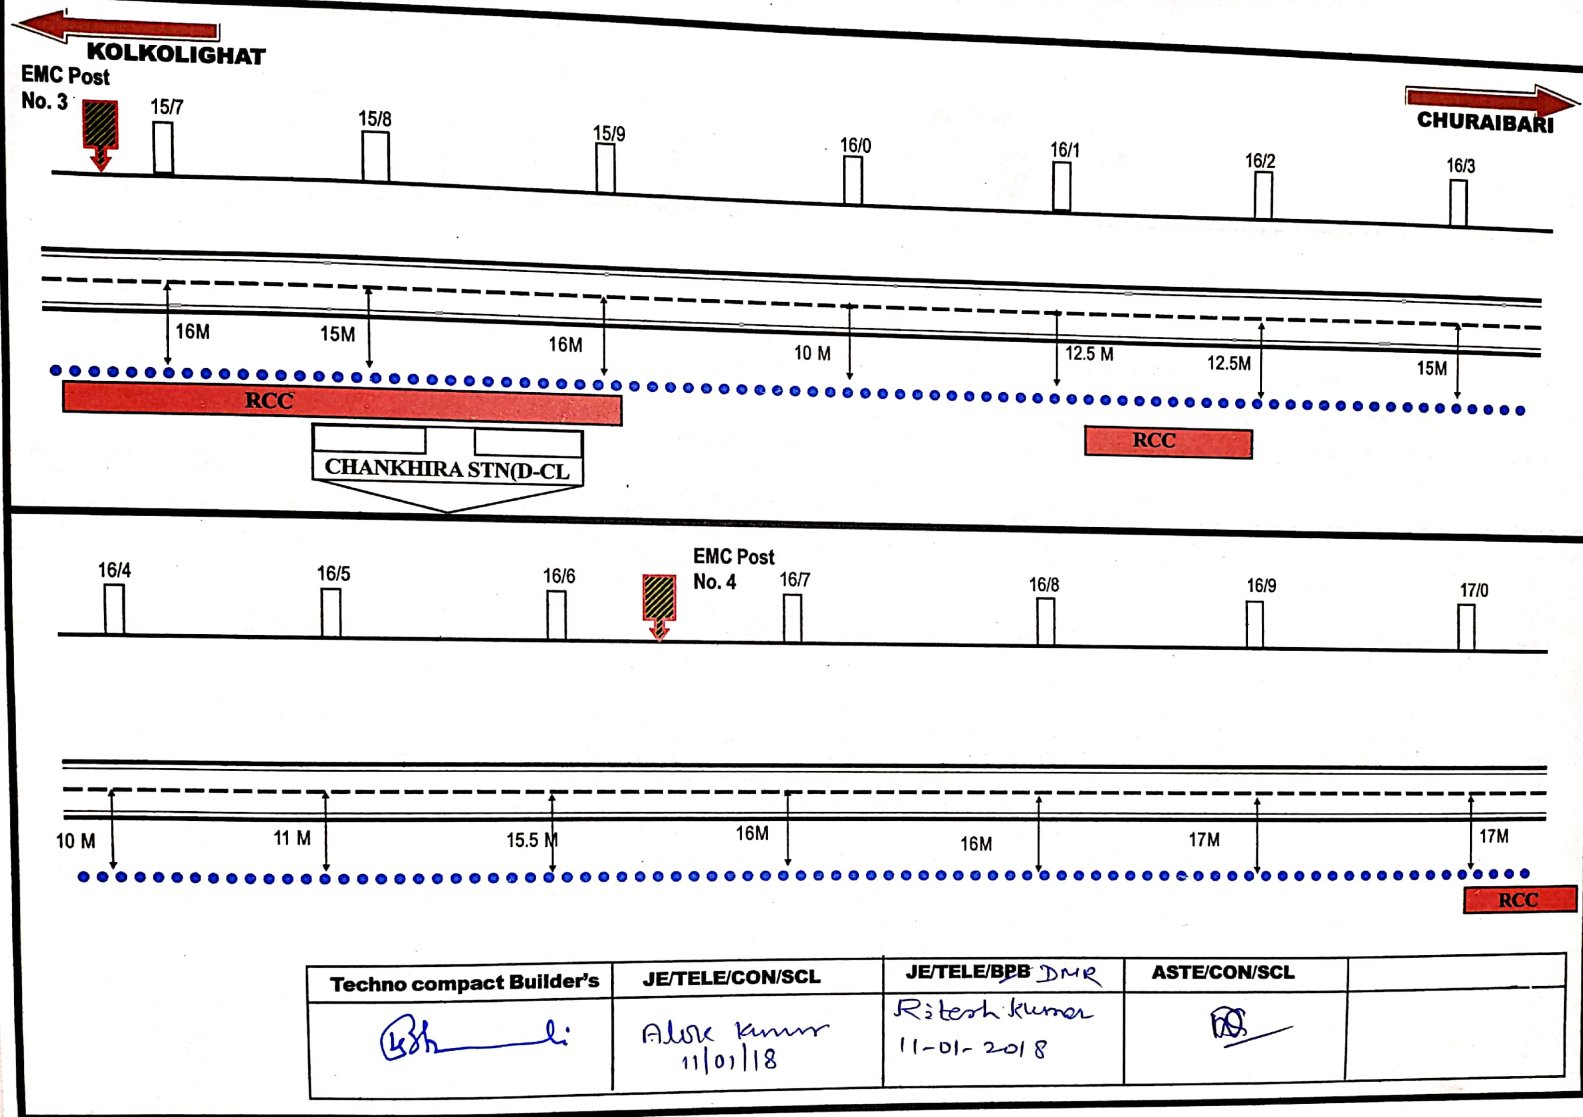 KOLKOLIGHAT
EMC Post
No. 3
15/7
15/8
15/9
16/0
16/1
16/2
16/3
CHURAIBARI
16M
15M
16M
10 M
12.5 M
12.5M
15M
RCC
RCC
CHANKHIRA STN(D-CL
16/4
16/5
16/6
EMC Post
No. 4
16/7
16/8
16/9
17/0
10 M
11 M
15.5 M
16M
16M
17M
17M
RCC
Techno compact Builder's
JE/TELE/CON/SCL
JE/TELE/BPB DMR
ASTE/CON/SCL
Alok Kumar
11/01/18
Ritesh Kumar
11-01-2018